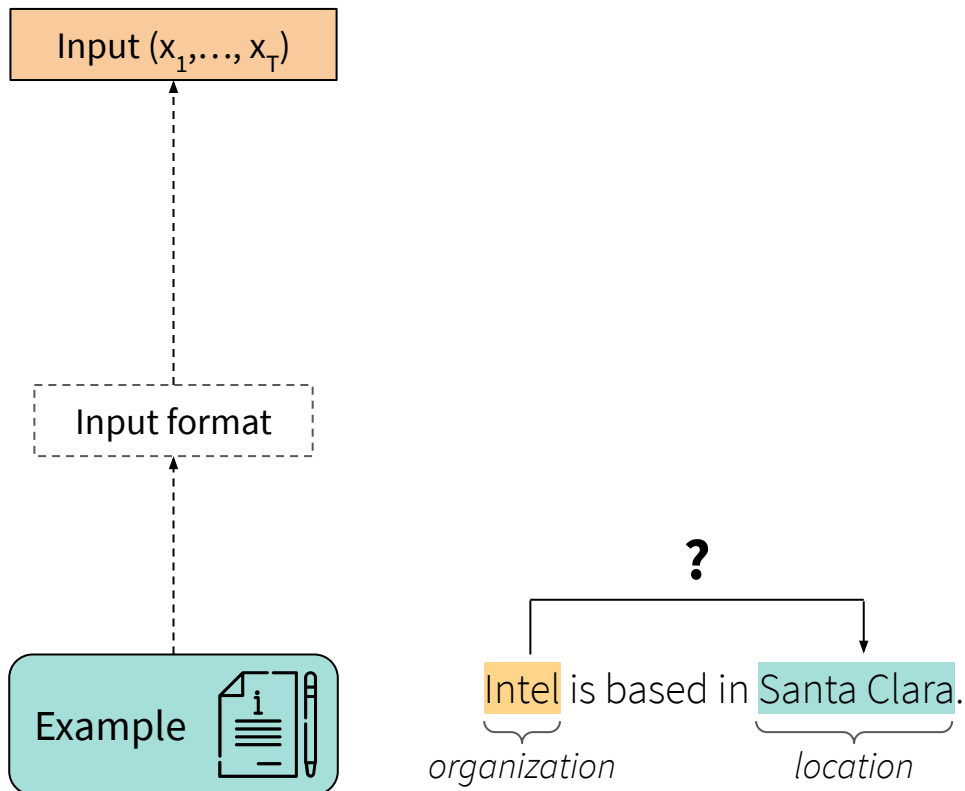 Input (x1,…, xT)
Input format
?
Example
i
Intel is based in Santa Clara.
organization
location